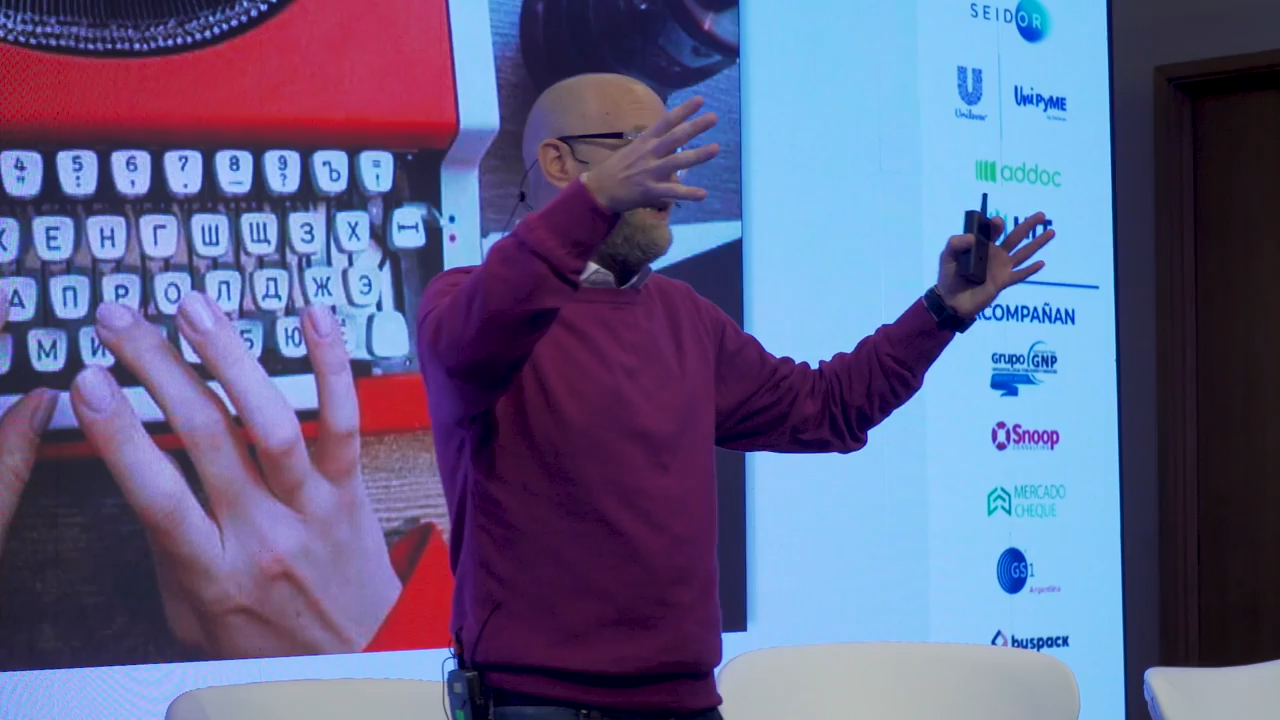 4 5 6 7 8 9 Ъ =
: , ? _ ? !
Е Н Г Ш Щ З Х
А П Р О Л Д Ж Э
М И Б Ю
SEIDOR
Unilever
UniPyME
addoc
ACOMPAÑAN
Grupo GNP
Snoop
CONSULTING
MERCADO
CHEQUE
GS1
Argentina
buspack